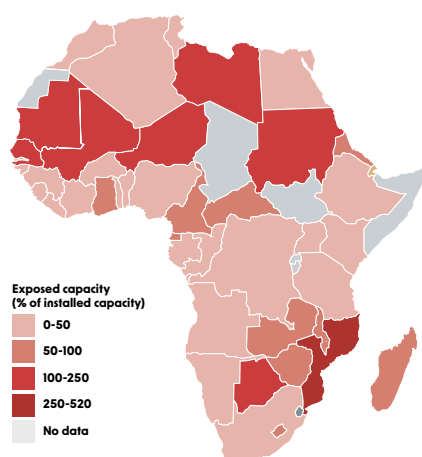 Exposed capacity
(% of installed capacity)
0-50
50-100
100-250
250-520
No data